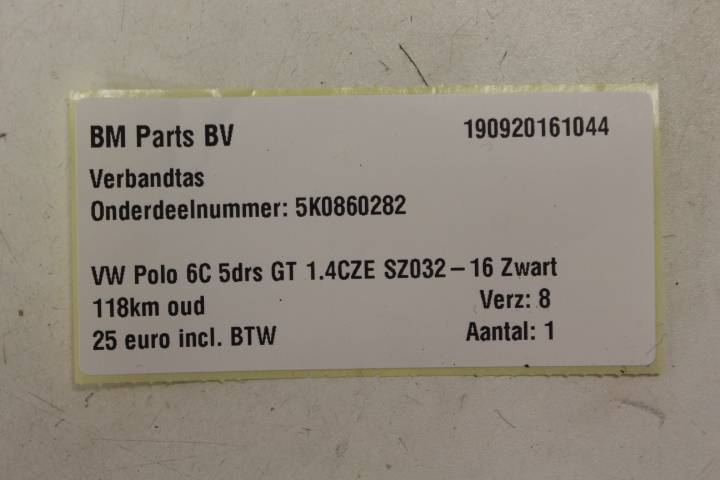 BM Parts BV 190920161044
Verbandtas
Onderdeelnummer: 5K0860282
VW Polo 6C 5drs GT 1.4CZE SZ032 – 16 Zwart
118km oud Verz: 8
25 euro incl. BTW Aantal: 1